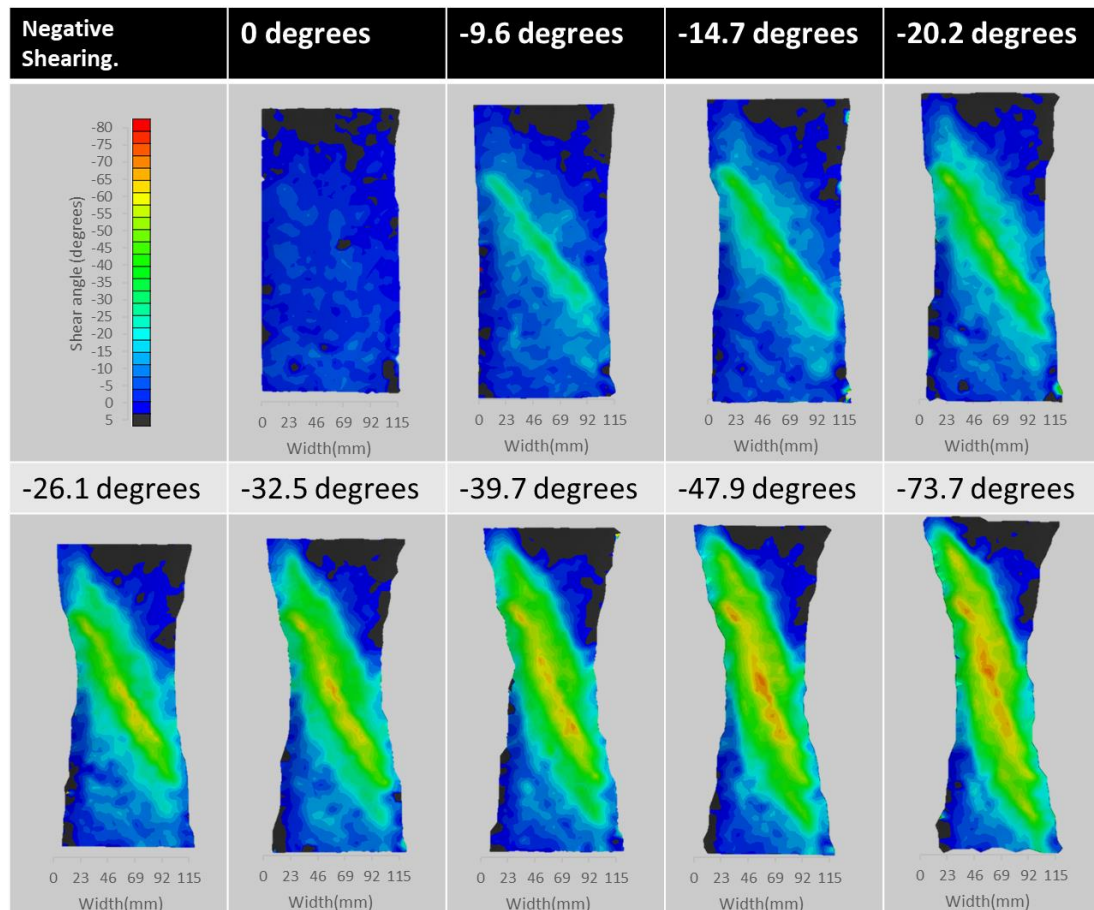 Negative
Shearing.
0 degrees
-9.6 degrees
-14.7 degrees
-20.2 degrees
Shear angle (degrees)
-80
-75
-70
-65
-60
-55
-50
-45
-40
-35
-30
-25
-20
-15
-10
-5
0
5
0 23 46 69 92 115
Width(mm)
0 23 46 69 92 115
Width(mm)
0 23 46 69 92 115
Width(mm)
0 23 46 69 92 115
Width(mm)
-26.1 degrees
-32.5 degrees
-39.7 degrees
-47.9 degrees
-73.7 degrees
0 23 46 69 92 115
Width(mm)
0 23 46 69 92 115
Width(mm)
0 23 46 69 92 115
Width(mm)
0 23 46 69 92 115
Width(mm)
0 23 46 69 92 115
Width(mm)